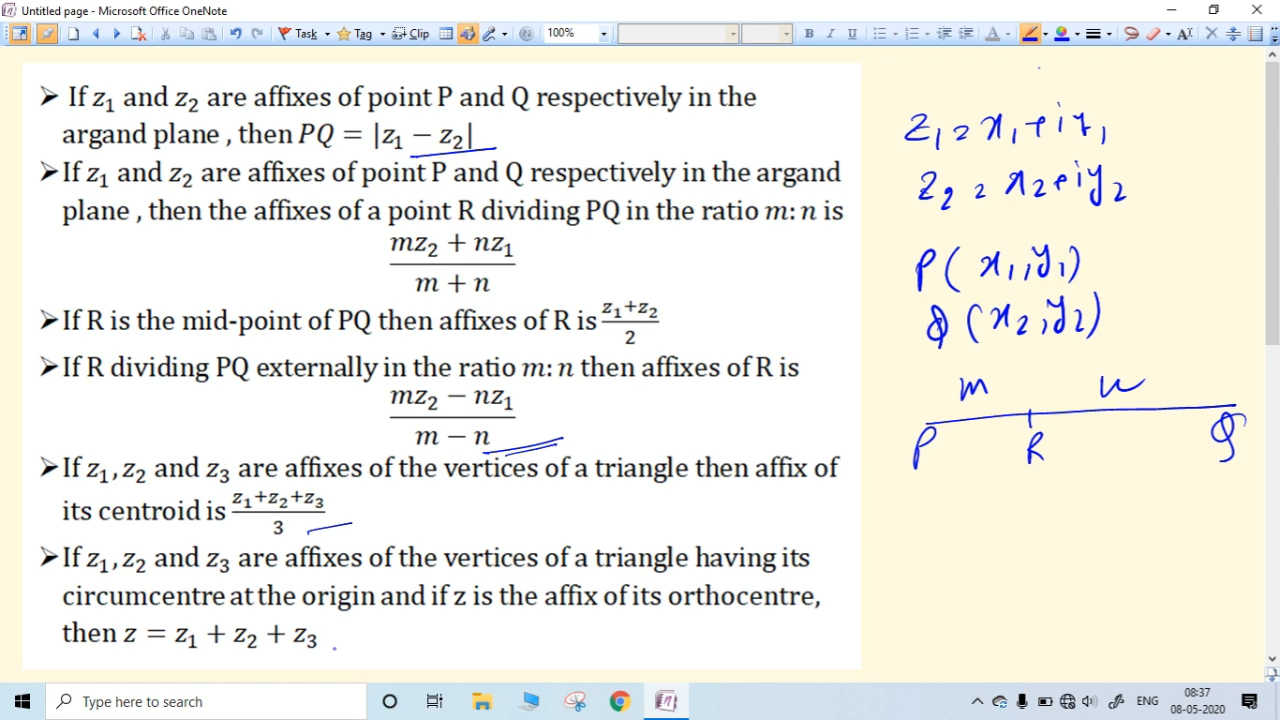 Untitled page - Microsoft Office OneNote
Task
Tag
Clip
100%
B I U
A
➤ If z₁ and z₂ are affixes of point P and Q respectively in the
argand plane , then PQ = |z₁ − z₂|
➤ If z₁ and z₂ are affixes of point P and Q respectively in the argand
plane , then the affixes of a point R dividing PQ in the ratio m: n is
mz₂ + nz₁
m + n
➤ If R is the mid-point of PQ then affixes of R is z₁+z₂
2
➤ If R dividing PQ externally in the ratio m: n then affixes of R is
mz₂ − nz₁
m − n
➤ If z₁, z₂ and z₃ are affixes of the vertices of a triangle then affix of
its centroid is z₁+z₂+z₃
3
➤ If z₁, z₂ and z₃ are affixes of the vertices of a triangle having its
circumcentre at the origin and if z is the affix of its orthocentre,
then z = z₁ + z₂ + z₃
z₁ = x₁ + iy₁
z₂ = x₂ + iy₂
P ( x₁, y₁)
Q ( x₂, y₂)
m n
P R Q
Type here to search
ENG
08:37
08-05-2020